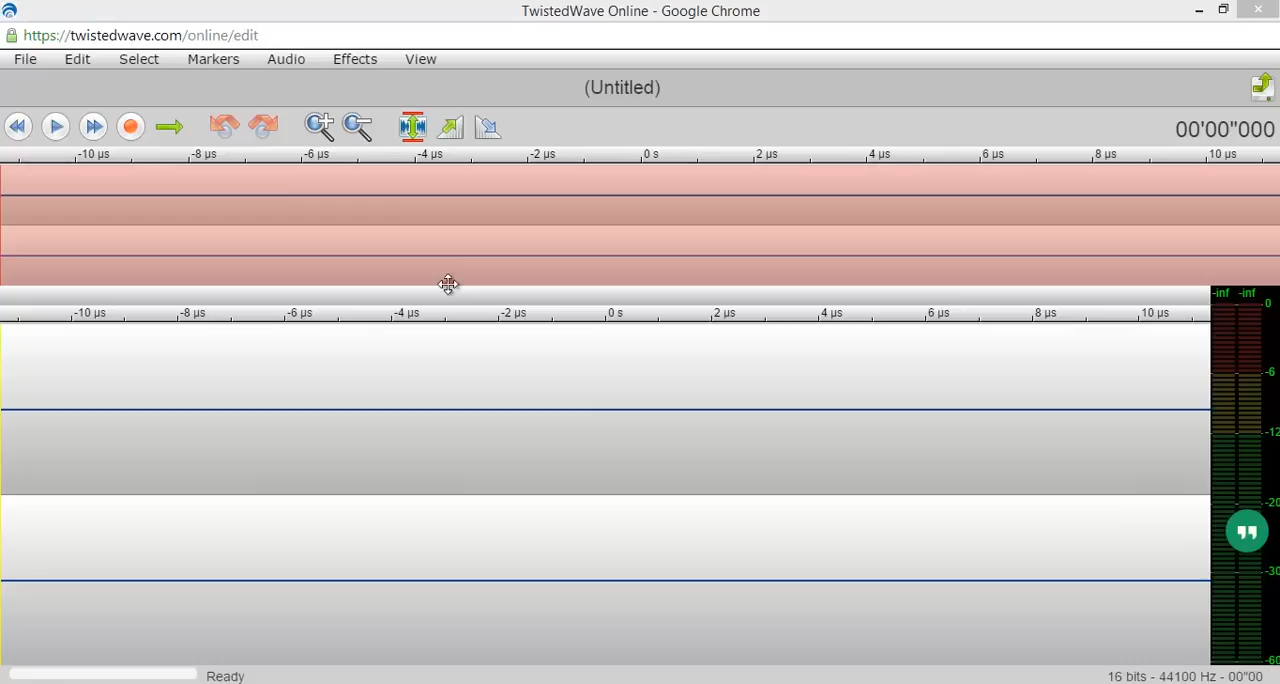 TwistedWave Online - Google Chrome
https://twistedwave.com/online/edit
File Edit Select Markers Audio Effects View
(Untitled)
00'00"000
-10 µs -8 µs -6 µs -4 µs -2 µs 0 s 2 µs 4 µs 6 µs 8 µs 10 µs
-inf -inf 0
-10 µs -8 µs -6 µs -4 µs -2 µs 0 s 2 µs 4 µs 6 µs 8 µs 10 µs
-6
-12
-20
-30
-60
Ready 16 bits - 44100 Hz - 00"00